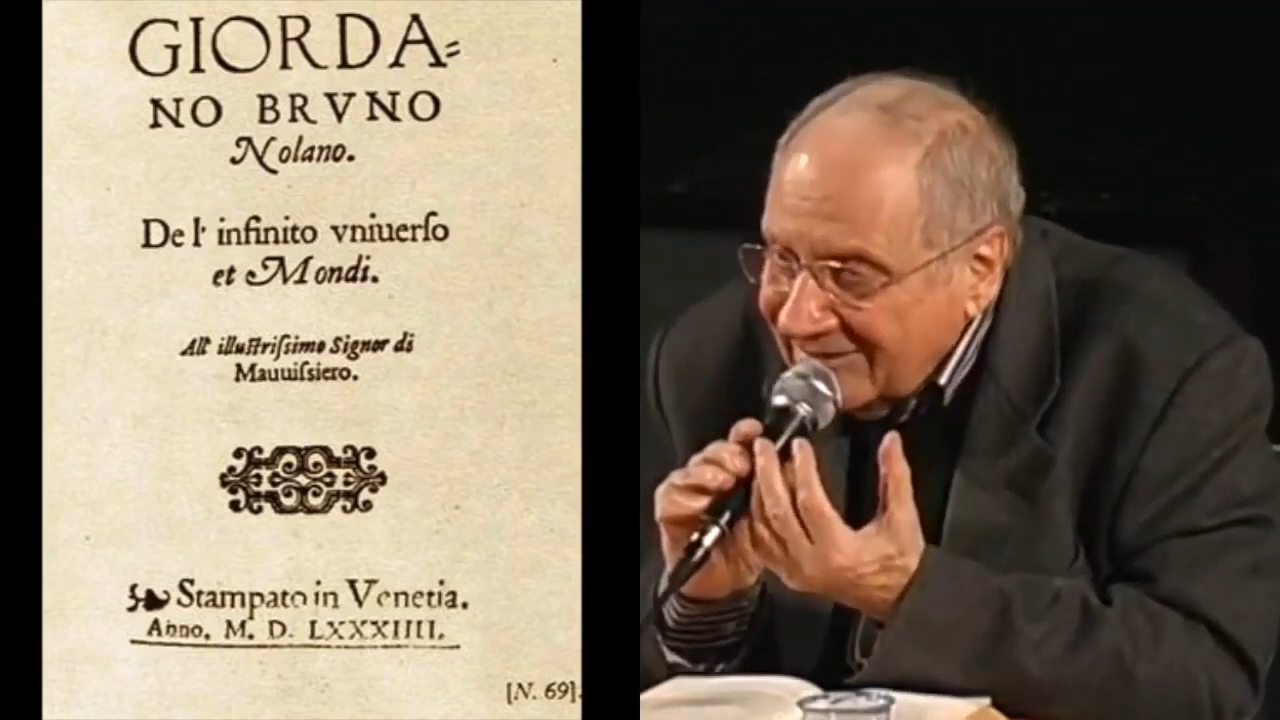 GIORDA=
NO BRVNO
Nolano.
De l' infinito vniuerſo
et Mondi.
All' illuſtriſsimo Signor di
Mauuiſsiero.
Stampato in Venetia.
Anno. M. D. LXXXIIII.
[N. 69].